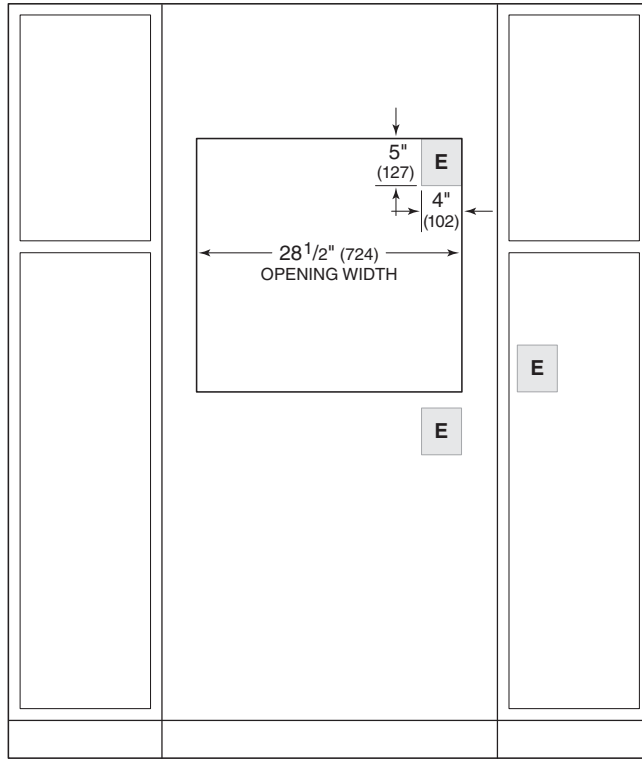 5"
(127)
E
4"
(102)
28 1/2" (724)
OPENING WIDTH
E
E